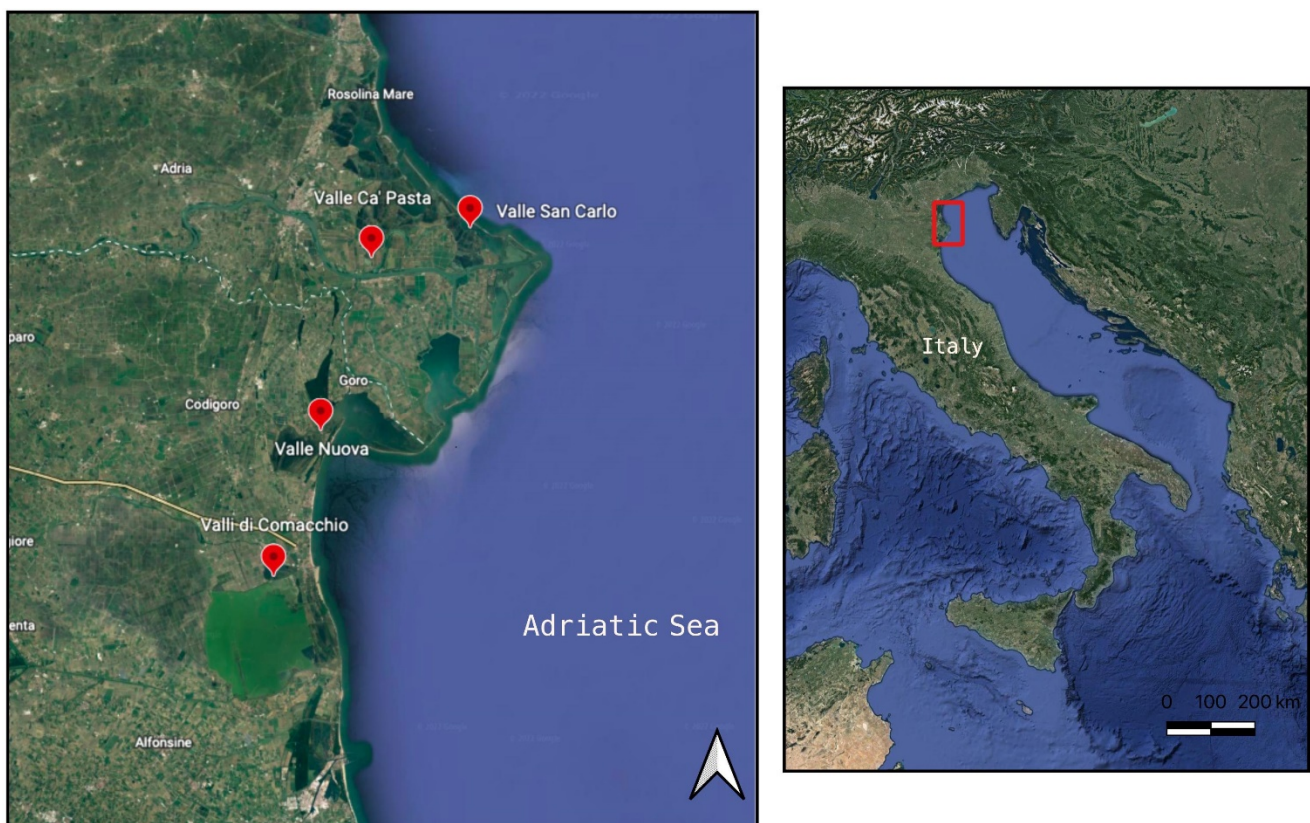 Rosolina Mare
Adria
Valle Ca' Pasta
Valle San Carlo
paro
Goro
Codigoro
Valle Nuova
Valli di Comacchio
iore
enta
Adriatic Sea
Alfonsine
Italy
0 100 200 km